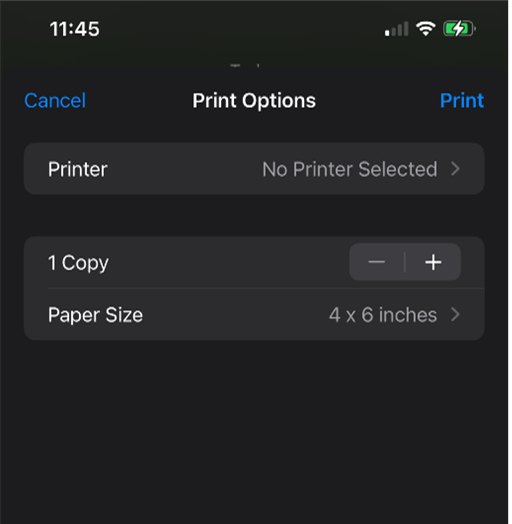 11:45
Cancel Print Options Print
Printer No Printer Selected
1 Copy
Paper Size 4 x 6 inches